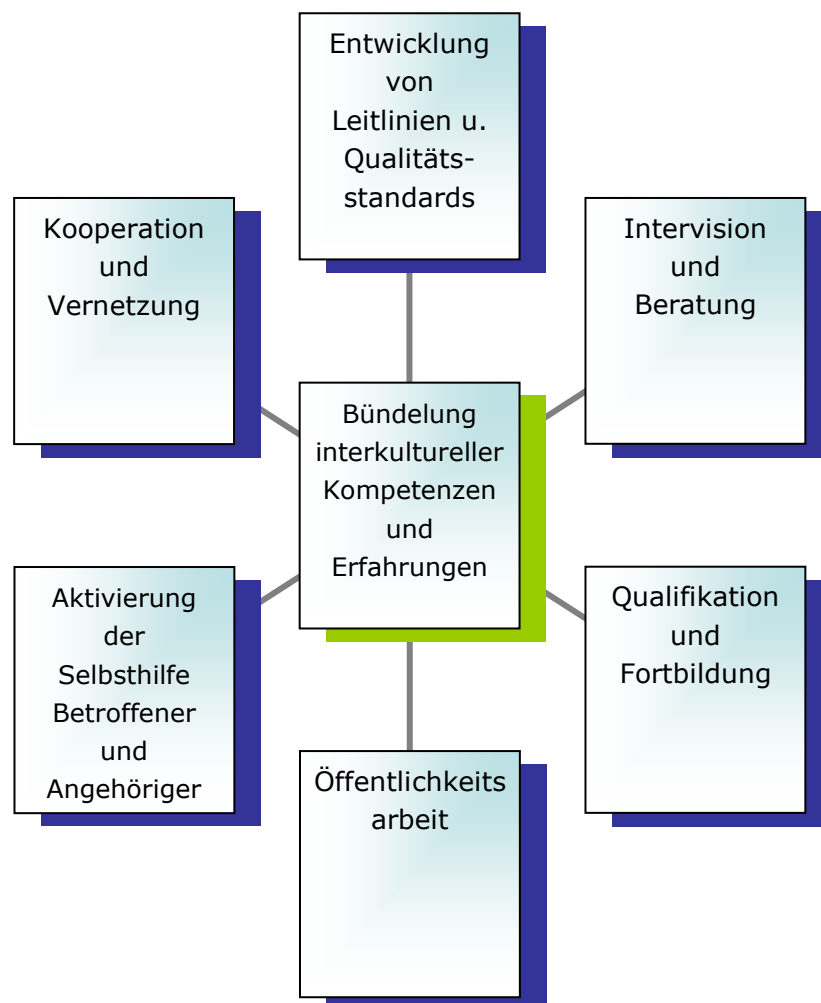 Entwicklung
von
Leitlinien u.
Qualitäts-
standards
Kooperation
und
Vernetzung
Intervision
und
Beratung
Bündelung
interkultureller
Kompetenzen
und
Erfahrungen
Aktivierung
der
Selbsthilfe
Betroffener
und
Angehöriger
Qualifikation
und
Fortbildung
Öffentlichkeits
arbeit